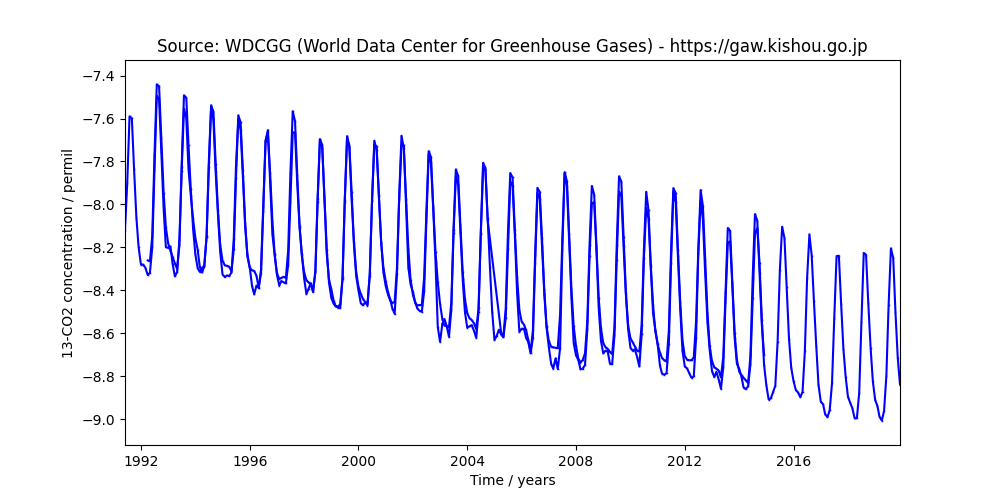 Source: WDCGG (World Data Center for Greenhouse Gases) - https://gaw.kishou.go.jp
13-CO2 concentration / permil
−7.4
−7.6
−7.8
−8.0
−8.2
−8.4
−8.6
−8.8
−9.0
1992 1996 2000 2004 2008 2012 2016
Time / years